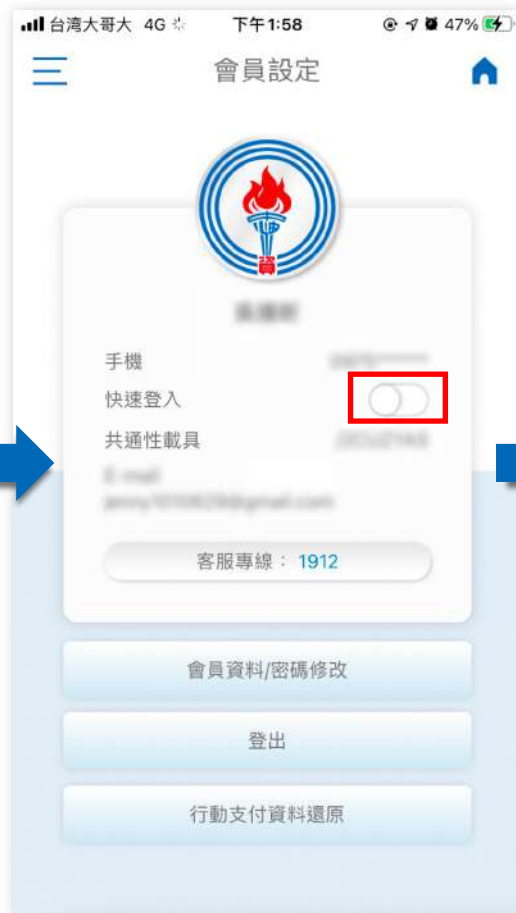 台湾大哥大 4G 下午1:58 47%
會員設定
手機
快速登入
共通性載具
客服專線：1912
會員資料/密碼修改
登出
行動支付資料還原